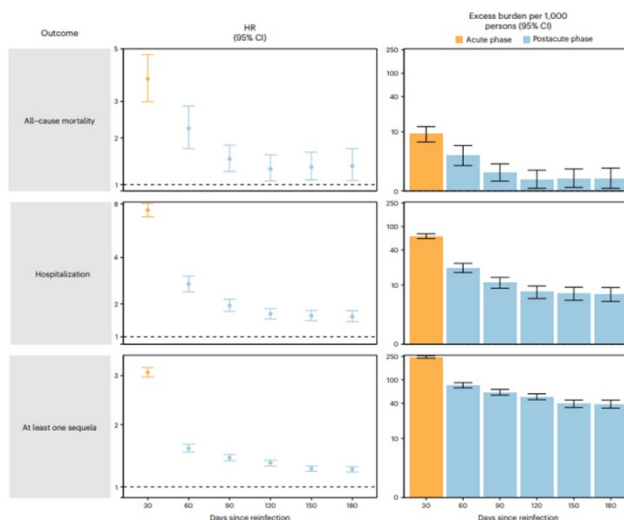 Outcome
HR
(95% CI)
Excess burden per 1,000
persons (95% CI)
Acute phase Postacute phase
All-cause mortality
5
3
2
1
250
100
40
10
0
Hospitalization
8
4
2
1
250
100
40
10
0
At least one sequela
3
2
1
250
100
40
10
0
30 60 90 120 150 180
30 60 90 120 150 180
Days since reinfection
Days since reinfection